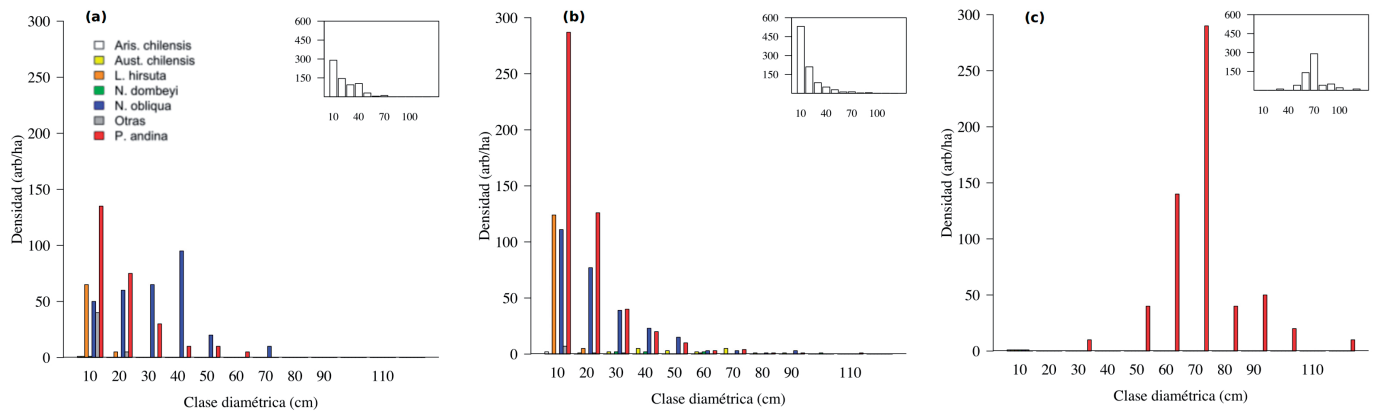 (a)
300
250
200
150
100
50
0
Densidad (arb/ha)
Aris. chilensis
Aust. chilensis
L. hirsuta
N. dombeyi
N. obliqua
Otras
P. andina
600
450
300
150
10 40 70 100
10 20 30 40 50 60 70 80 90 110
Clase diamétrica (cm)
(b)
300
250
200
150
100
50
0
Densidad (arb/ha)
600
450
300
150
10 40 70 100
10 20 30 40 50 60 70 80 90 110
Clase diamétrica (cm)
(c)
300
250
200
150
100
50
0
Densidad (arb/ha)
600
450
300
150
10 40 70 100
10 20 30 40 50 60 70 80 90 110
Clase diamétrica (cm)